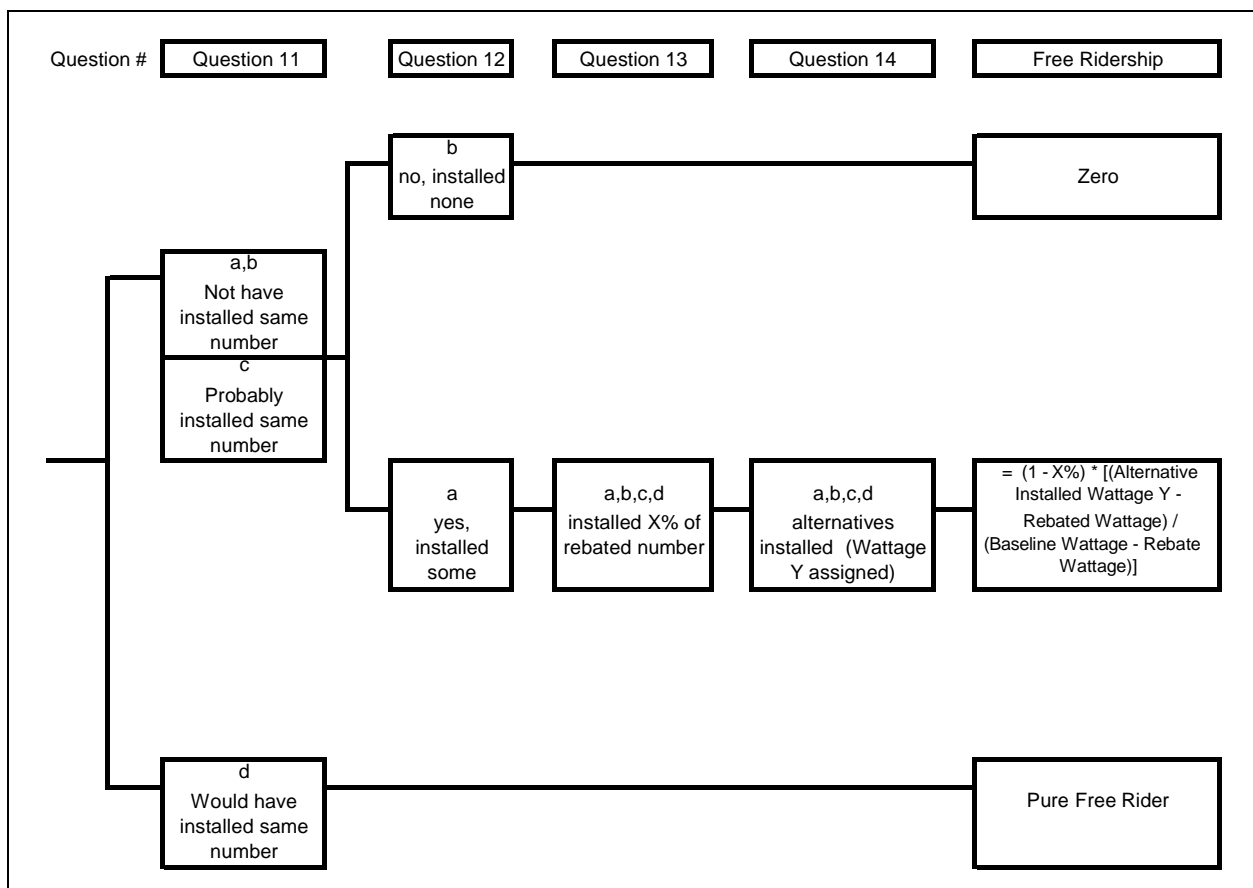 Question #
Question 11
Question 12
Question 13
Question 14
Free Ridership
b
no, installed
none
Zero
a,b
Not have
installed same
number
c
Probably
installed same
number
a
yes,
installed
some
a,b,c,d
installed X% of
rebated number
a,b,c,d
alternatives
installed (Wattage
Y assigned)
= (1 - X%) * [(Alternative
Installed Wattage Y -
Rebated Wattage) /
(Baseline Wattage - Rebate
Wattage)]
d
Would have
installed same
number
Pure Free Rider